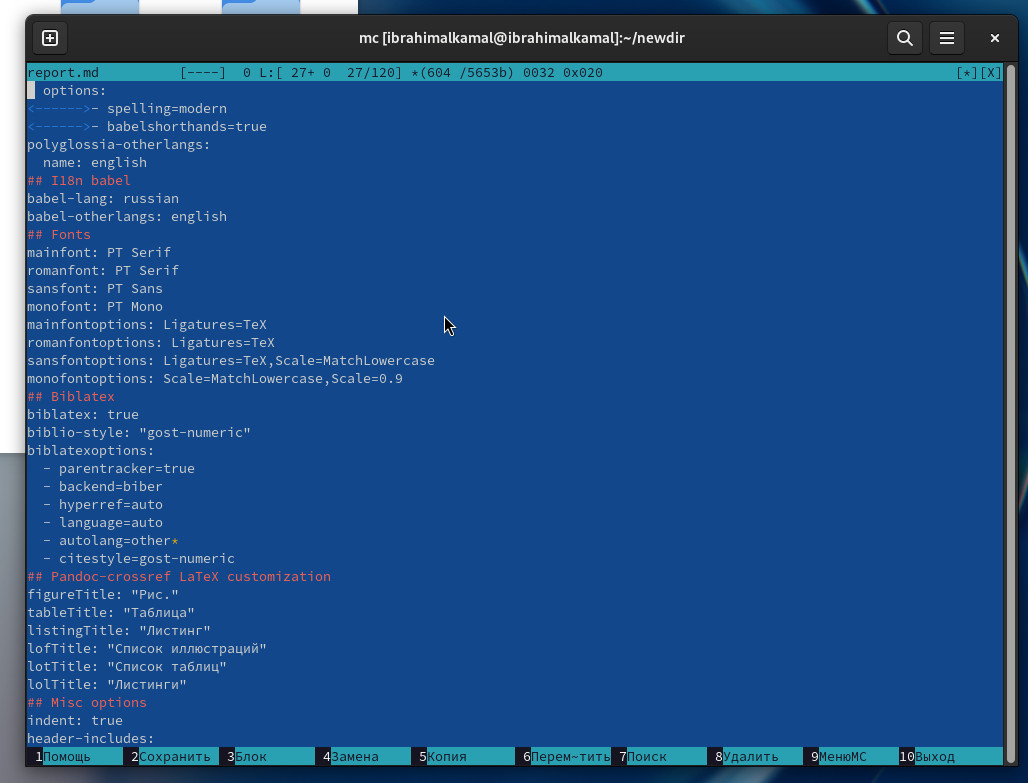 mc [ibrahimalkamal@ibrahimalkamal]:~/newdir
report.md [----] 0 L:[ 27+ 0 27/120] *(604 /5653b) 0032 0x020 [*][X]
options:
<------>- spelling=modern
<------>- babelshorthands=true
polyglossia-otherlangs:
name: english
## I18n babel
babel-lang: russian
babel-otherlangs: english
## Fonts
mainfont: PT Serif
romanfont: PT Serif
sansfont: PT Sans
monofont: PT Mono
mainfontoptions: Ligatures=TeX
romanfontoptions: Ligatures=TeX
sansfontoptions: Ligatures=TeX,Scale=MatchLowercase
monofontoptions: Scale=MatchLowercase,Scale=0.9
## Biblatex
biblatex: true
biblio-style: "gost-numeric"
biblatexoptions:
- parentracker=true
- backend=biber
- hyperref=auto
- language=auto
- autolang=other*
- citestyle=gost-numeric
## Pandoc-crossref LaTeX customization
figureTitle: "Рис."
tableTitle: "Таблица"
listingTitle: "Листинг"
lofTitle: "Список иллюстраций"
lotTitle: "Список таблиц"
lolTitle: "Листинги"
## Misc options
indent: true
header-includes:
1Помощь 2Сохранить 3Блок 4Замена 5Копия 6Перем~тить 7Поиск 8Удалить 9МенюMC 10Выход